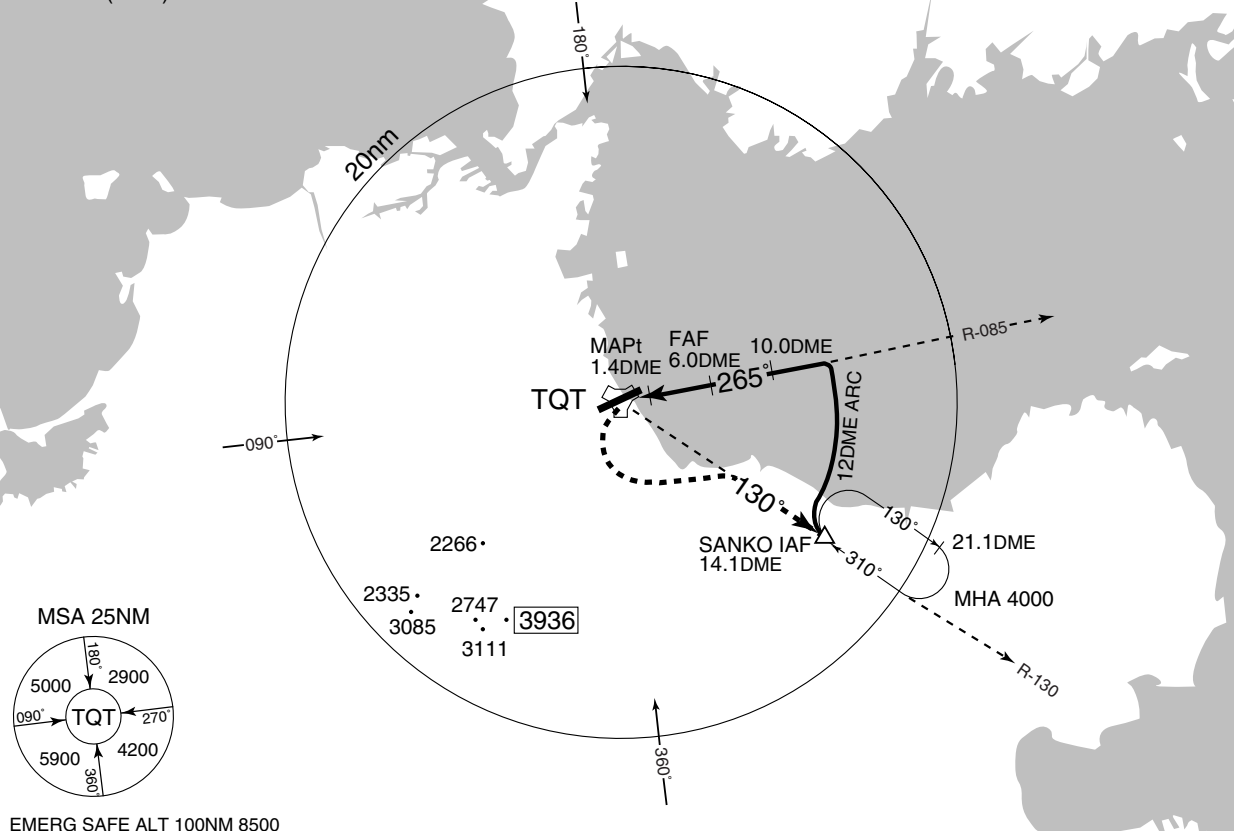 180°
20nm
R-085
MAPt
1.4DME
FAF
6.0DME
10.0DME
265°
TQT
12DME ARC
090°
130°
130°
SANKO IAF
14.1DME
21.1DME
310°
MHA 4000
R-130
2266
2335
3085
2747
3936
3111
360°
MSA 25NM
180°
5000
2900
090°
TQT
270°
5900
4200
360°
EMERG SAFE ALT 100NM 8500